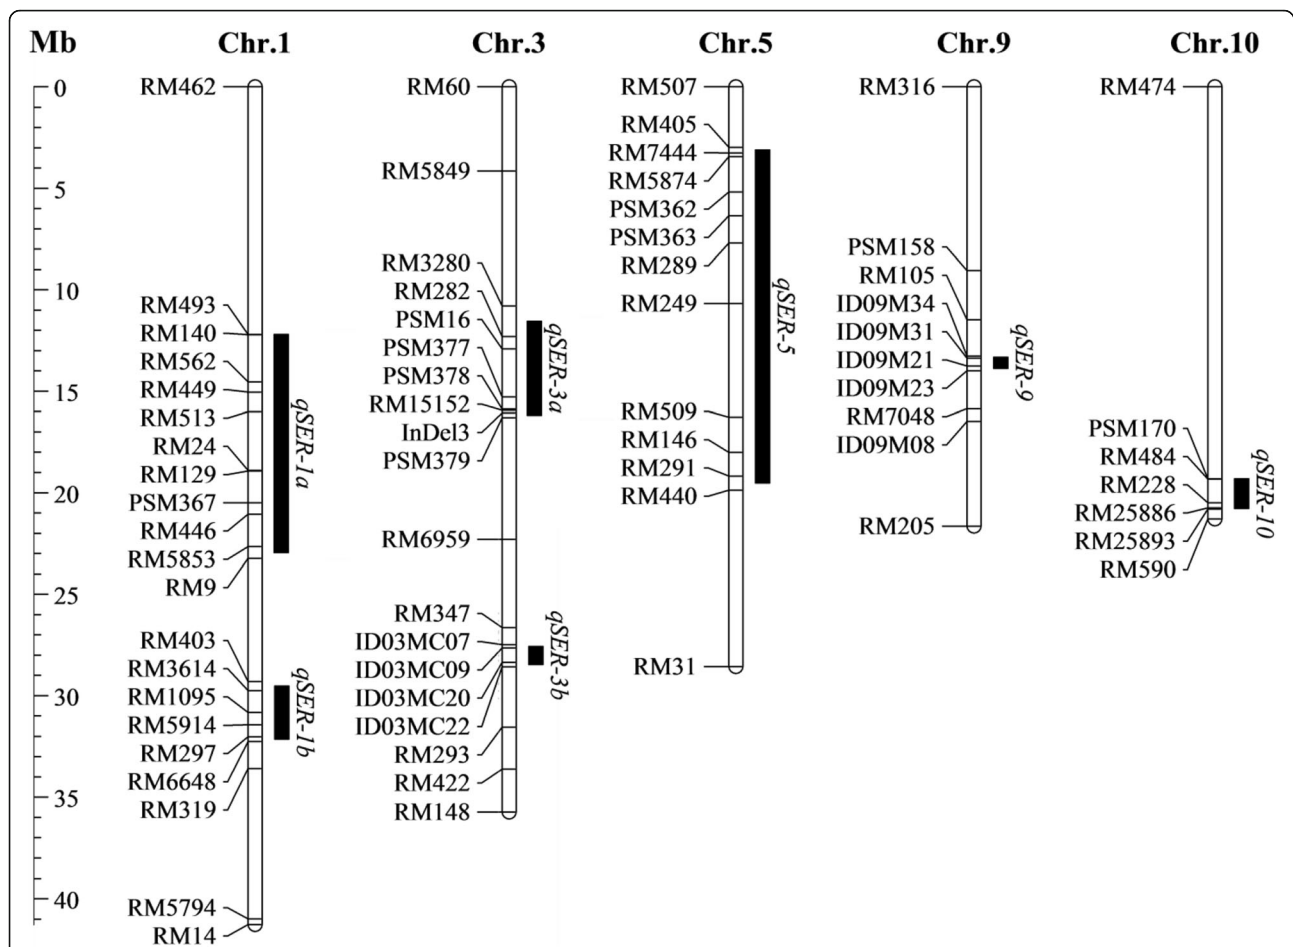 Mb
Chr.1
Chr.3
Chr.5
Chr.9
Chr.10
0
5
10
15
20
25
30
35
40
RM462
RM493
RM140
RM562
RM449
RM513
RM24
RM129
PSM367
RM446
RM5853
RM9
RM403
RM3614
RM1095
RM5914
RM297
RM6648
RM319
RM5794
RM14
qSER-1a
qSER-1b
RM60
RM5849
RM3280
RM282
PSM16
PSM377
PSM378
RM15152
InDel3
PSM379
RM6959
RM347
ID03MC07
ID03MC09
ID03MC20
ID03MC22
RM293
RM422
RM148
qSER-3a
qSER-3b
RM507
RM405
RM7444
RM5874
PSM362
PSM363
RM289
RM249
RM509
RM146
RM291
RM440
RM31
qSER-5
RM316
PSM158
RM105
ID09M34
ID09M31
ID09M21
ID09M23
RM7048
ID09M08
RM205
qSER-9
RM474
PSM170
RM484
RM228
RM25886
RM25893
RM590
qSER-10